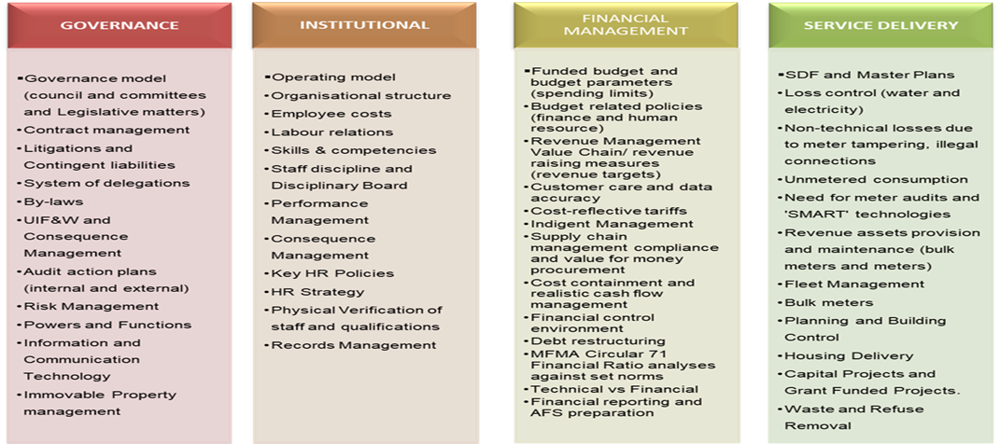 GOVERNANCE
▪Governance model
(council and committees
and Legislative matters)
•Contract management
•Litigations and
Contingent liabilities
•System of delegations
•By-laws
•UIF&W and
Consequence
Management
•Audit action plans
(internal and external)
•Risk Management
•Powers and Functions
•Information and
Communication
Technology
•Immovable Property
management
INSTITUTIONAL
▪Operating model
•Organisational structure
•Employee costs
•Labour relations
•Skills & competencies
•Staff discipline and
Disciplinary Board
•Performance
Management
•Consequence
Management
•Key HR Policies
•HR Strategy
•Physical Verification of
staff and qualifications
•Records Management
FINANCIAL
MANAGEMENT
▪Funded budget and
budget parameters
(spending limits)
•Budget related policies
(finance and human
resource)
•Revenue Management
Value Chain/ revenue
raising measures
(revenue targets)
•Customer care and data
accuracy
•Cost-reflective tariffs
•Indigent Management
•Supply chain
management compliance
and value for money
procurement
•Cost containment and
realistic cash flow
management
•Financial control
environment
•Debt restructuring
•MFMA Circular 71
Financial Ratio analyses
against set norms
•Technical vs Financial
•Financial reporting and
AFS preparation
SERVICE DELIVERY
▪SDF and Master Plans
•Loss control (water and
electricity)
•Non-technical losses due
to meter tampering, illegal
connections
•Unmetered consumption
•Need for meter audits and
'SMART' technologies
•Revenue assets provision
and maintenance (bulk
meters and meters)
•Fleet Management
•Bulk meters
•Planning and Building
Control
•Housing Delivery
•Capital Projects and
Grant Funded Projects.
•Waste and Refuse
Removal